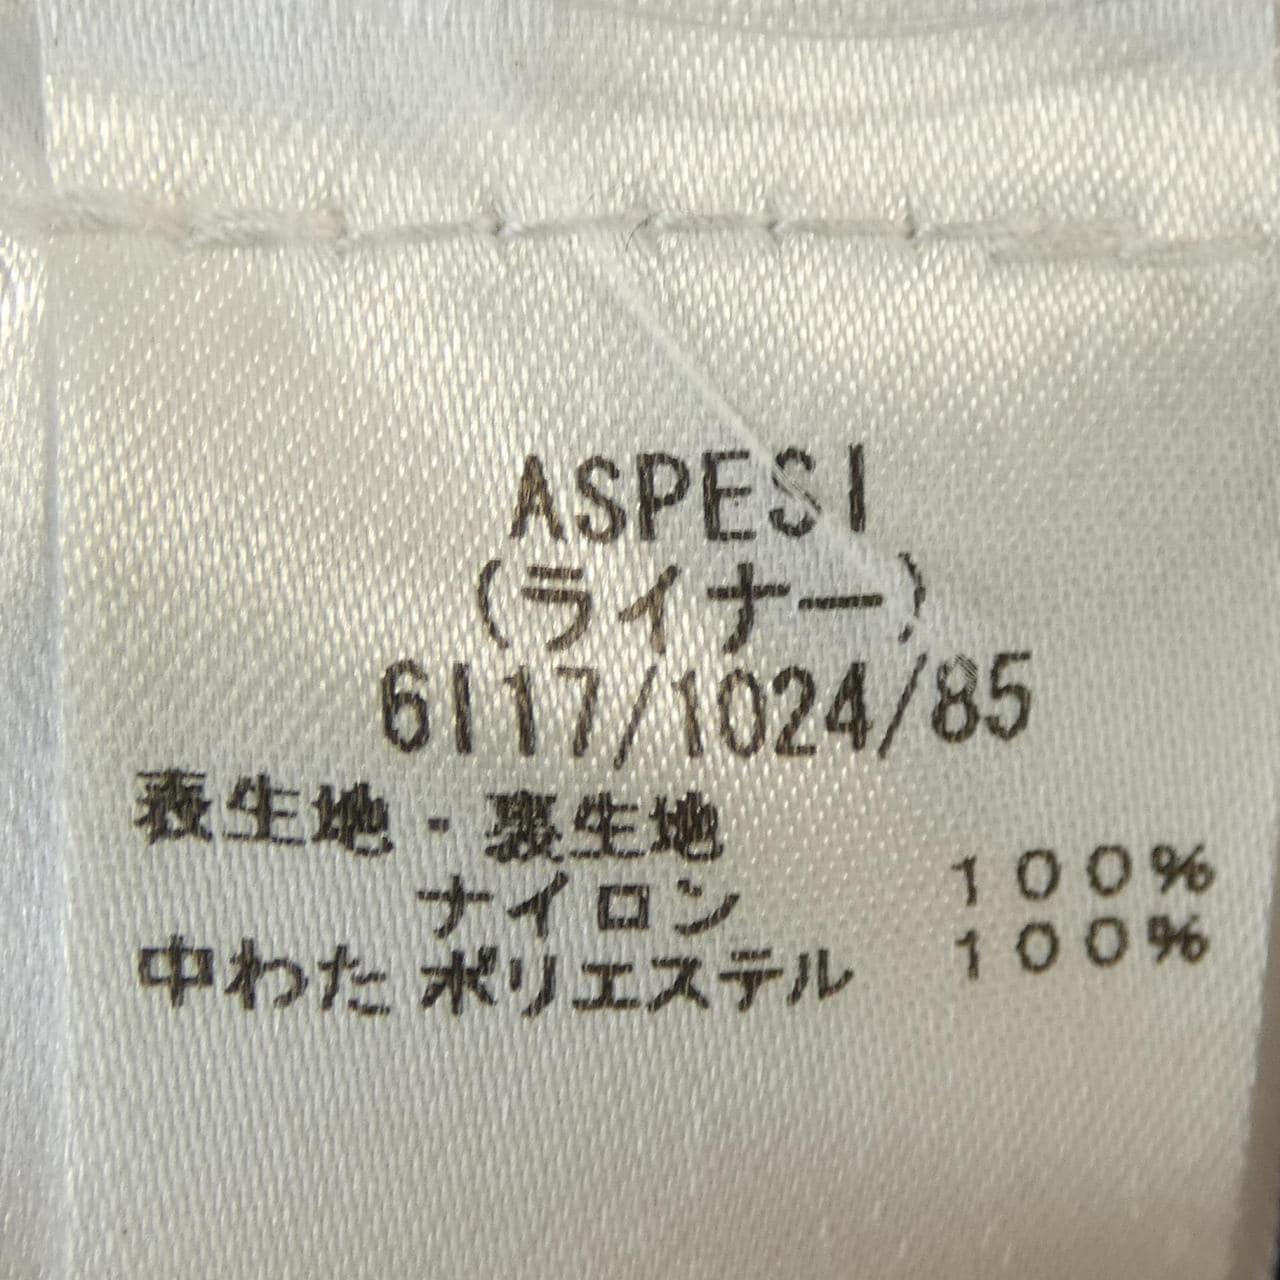 ASPESI
(ライナー)
6I17/1024/85
表生地・裏生地
ナイロン 100%
中わた ポリエステル 100%